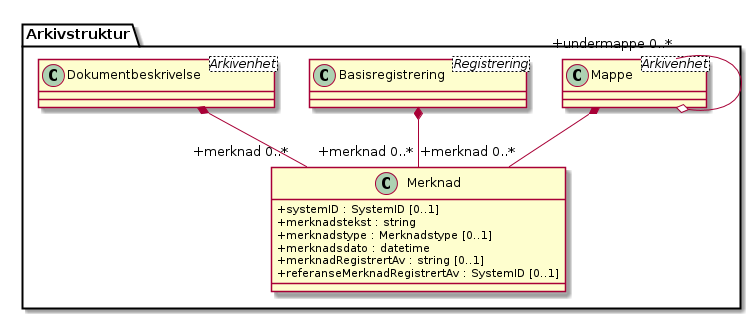 Arkivstruktur
+undermappe 0..*
C Dokumentbeskrivelse Arkivenhet
C Basisregistrering Registrering
C Mappe Arkivenhet
+merknad 0..* +merknad 0..* +merknad 0..*
C Merknad
+systemID : SystemID [0..1]
+merknadstekst : string
+merknadstype : Merknadstype [0..1]
+merknadsdato : datetime
+merknadRegistrertAv : string [0..1]
+referanseMerknadRegistrertAv : SystemID [0..1]